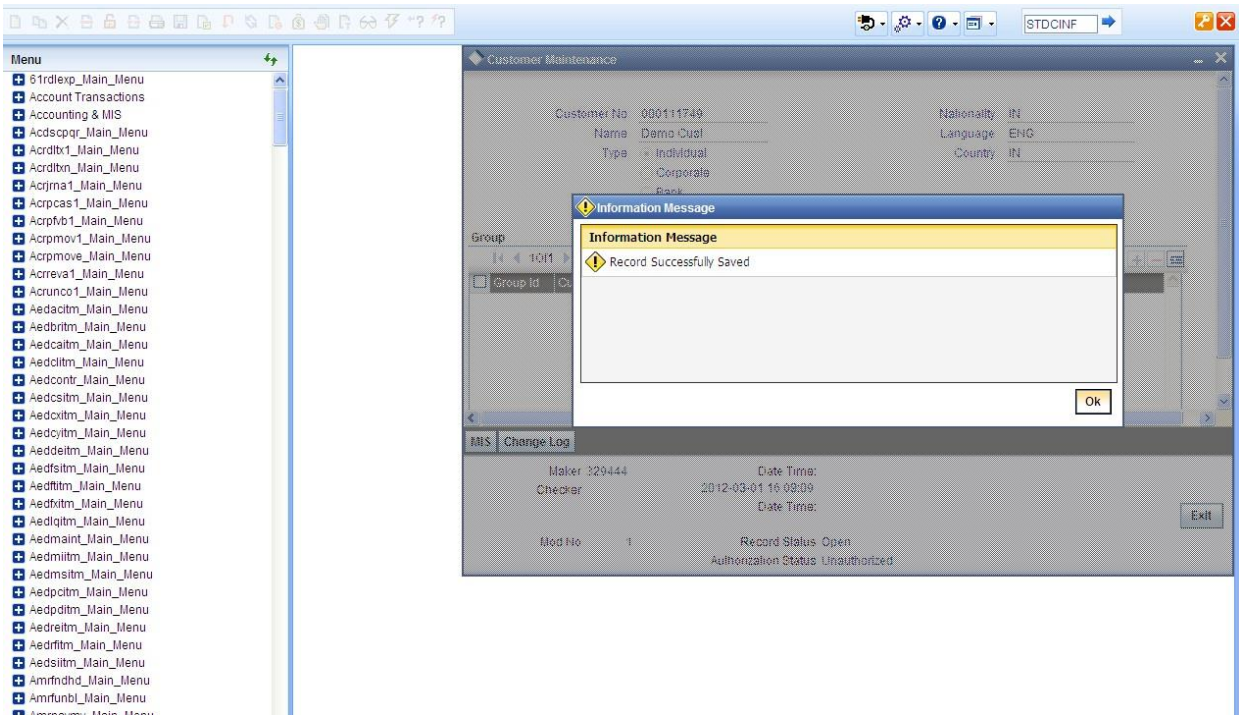 STDCINF
Menu
61rdlexp_Main_Menu
Account Transactions
Accounting & MIS
Acdscpqr_Main_Menu
Acrdltx1_Main_Menu
Acrdltxn_Main_Menu
Acrjrna1_Main_Menu
Acrpcas1_Main_Menu
Acrpfvb1_Main_Menu
Acrpmov1_Main_Menu
Acrpmove_Main_Menu
Acrreva1_Main_Menu
Acrunco1_Main_Menu
Aedacitm_Main_Menu
Aedbritm_Main_Menu
Aedcaitm_Main_Menu
Aedclitm_Main_Menu
Aedcontr_Main_Menu
Aedcsitm_Main_Menu
Aedcxitm_Main_Menu
Aedcyitm_Main_Menu
Aeddeitm_Main_Menu
Aedfsitm_Main_Menu
Aedftitm_Main_Menu
Aedfxitm_Main_Menu
Aedlqitm_Main_Menu
Aedmaint_Main_Menu
Aedmiitm_Main_Menu
Aedmsitm_Main_Menu
Aedpcitm_Main_Menu
Aedpditm_Main_Menu
Aedreitm_Main_Menu
Aedrfitm_Main_Menu
Aedsiitm_Main_Menu
Amrfndhd_Main_Menu
Amrfunbl_Main_Menu
Customer Maintenance
Customer No 000111749 Nationality IN
Name Demo Cust Language ENG
Type Individual Country IN
Corporate
Bank
Information Message
Group
Information Message
1Of1
Record Successfully Saved
Group Id
Ok
MIS Change Log
Maker 329444 Date Time:
Checker 2012-03-01 16:09:09
Date Time:
Exit
Mod No 1 Record Status Open
Authorization Status Unauthorized